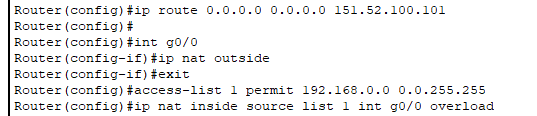 Router(config)#ip route 0.0.0.0 0.0.0.0 151.52.100.101
Router(config)#
Router(config)#int g0/0
Router(config-if)#ip nat outside
Router(config-if)#exit
Router(config)#access-list 1 permit 192.168.0.0 0.0.255.255
Router(config)#ip nat inside source list 1 int g0/0 overload